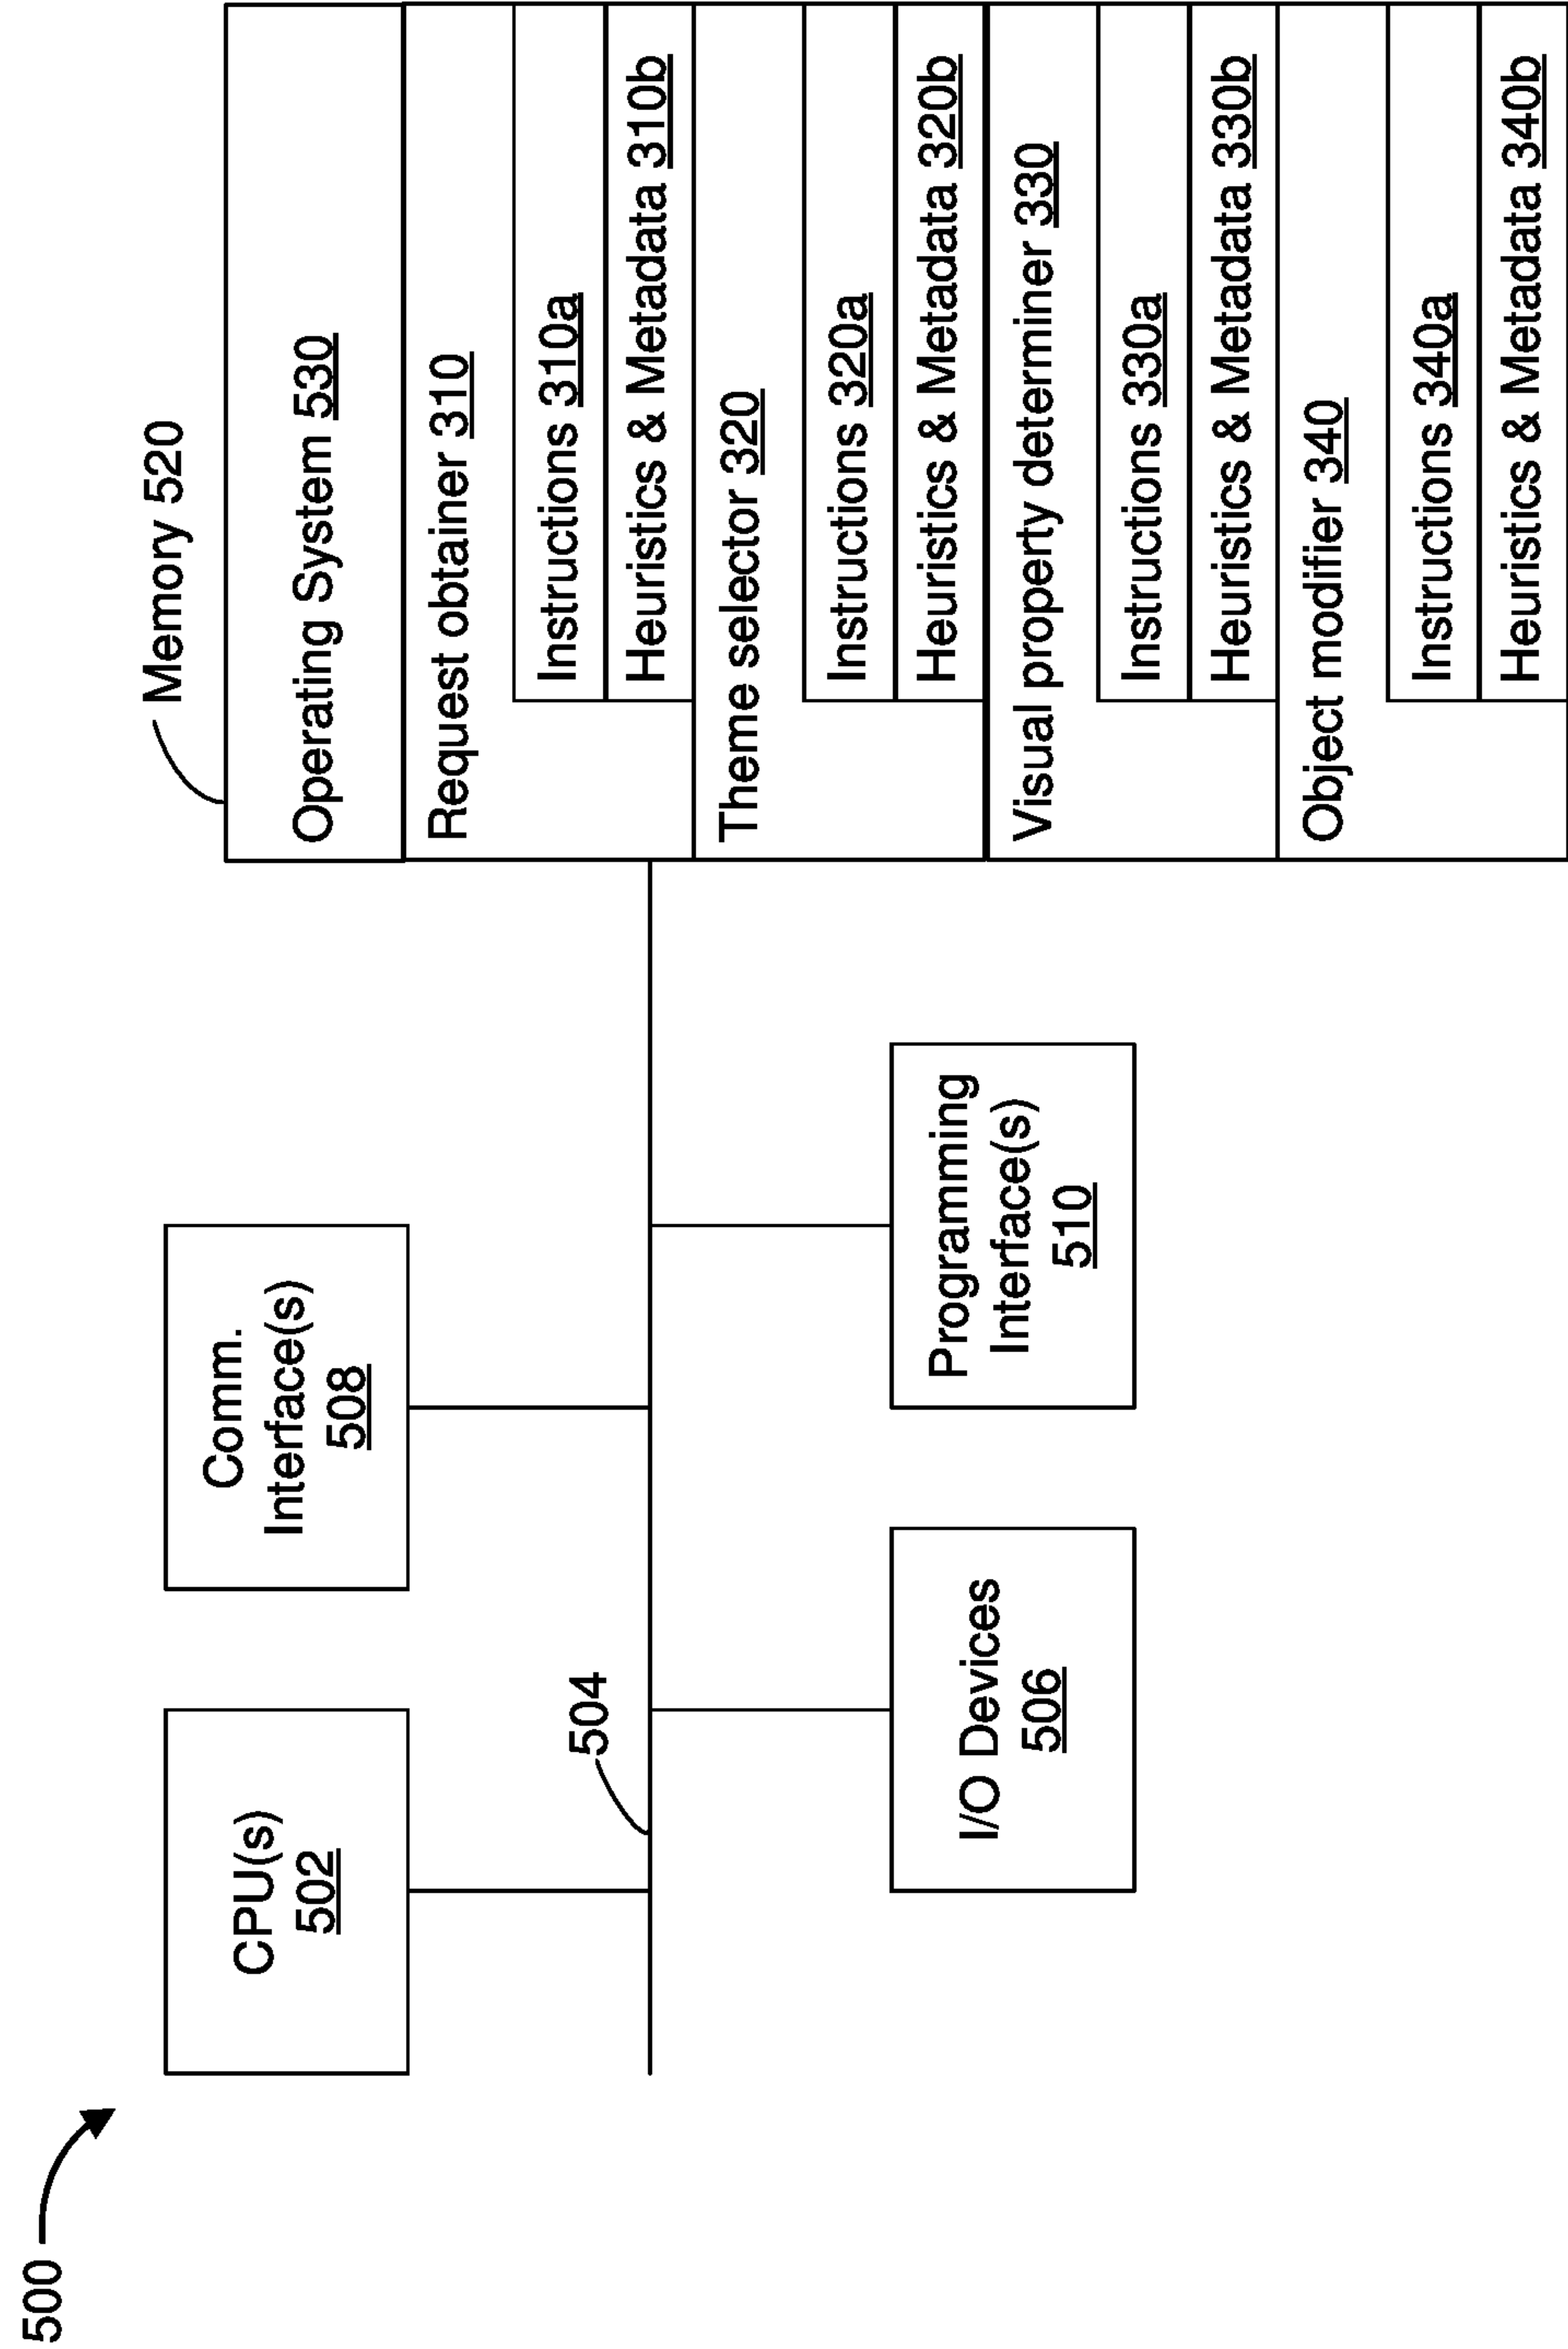 500
CPU(s)
502
Comm.
Interface(s)
508
504
I/O Devices
506
Programming
Interface(s)
510
Memory 520
Operating System 530
Request obtainer 310
Instructions 310a
Heuristics & Metadata 310b
Theme selector 320
Instructions 320a
Heuristics & Metadata 320b
Visual property determiner 330
Instructions 330a
Heuristics & Metadata 330b
Object modifier 340
Instructions 340a
Heuristics & Metadata 340b